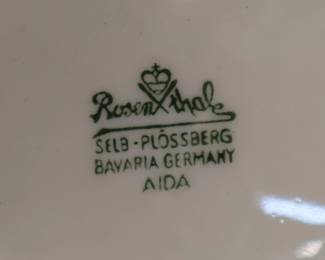 Rosenthal
SELB-PLÖSSBERG
BAVARIA GERMANY
AIDA